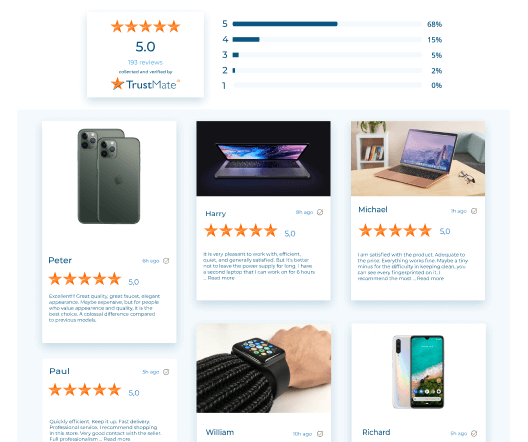 5.0
193 reviews
collected and verified by
TrustMate
5 68%
4 15%
3 5%
2 2%
1 0%
Peter 6h ago
5,0
Excellent!!! Great quality, great faucet, elegant
appearance. Maybe expensive, but for people
who value appearance and quality, it is the
best choice. A colossal difference compared
to previous models.
Harry 8h ago
5,0
It is very pleasant to work with, efficient,
quiet, and generally satisfied. But it's better
not to leave the power supply for long. I have
a second laptop that I can work on for 6 hours
... Read more
Michael 1h ago
5,0
I am satisfied with the product. Adequate to
the price. Everything works fine. Maybe a tiny
minus for the difficulty in keeping clean, you
can see every fingerprinted on it. I
recommend the most ... Read more
Paul 5h ago
5,0
Quickly efficient. Keep it up. Fast delivery.
Professional service. I recommend shopping
in this store. Very good contact with the seller.
Full professionalism ... Read more
William 10h ago
Richard 6h ago